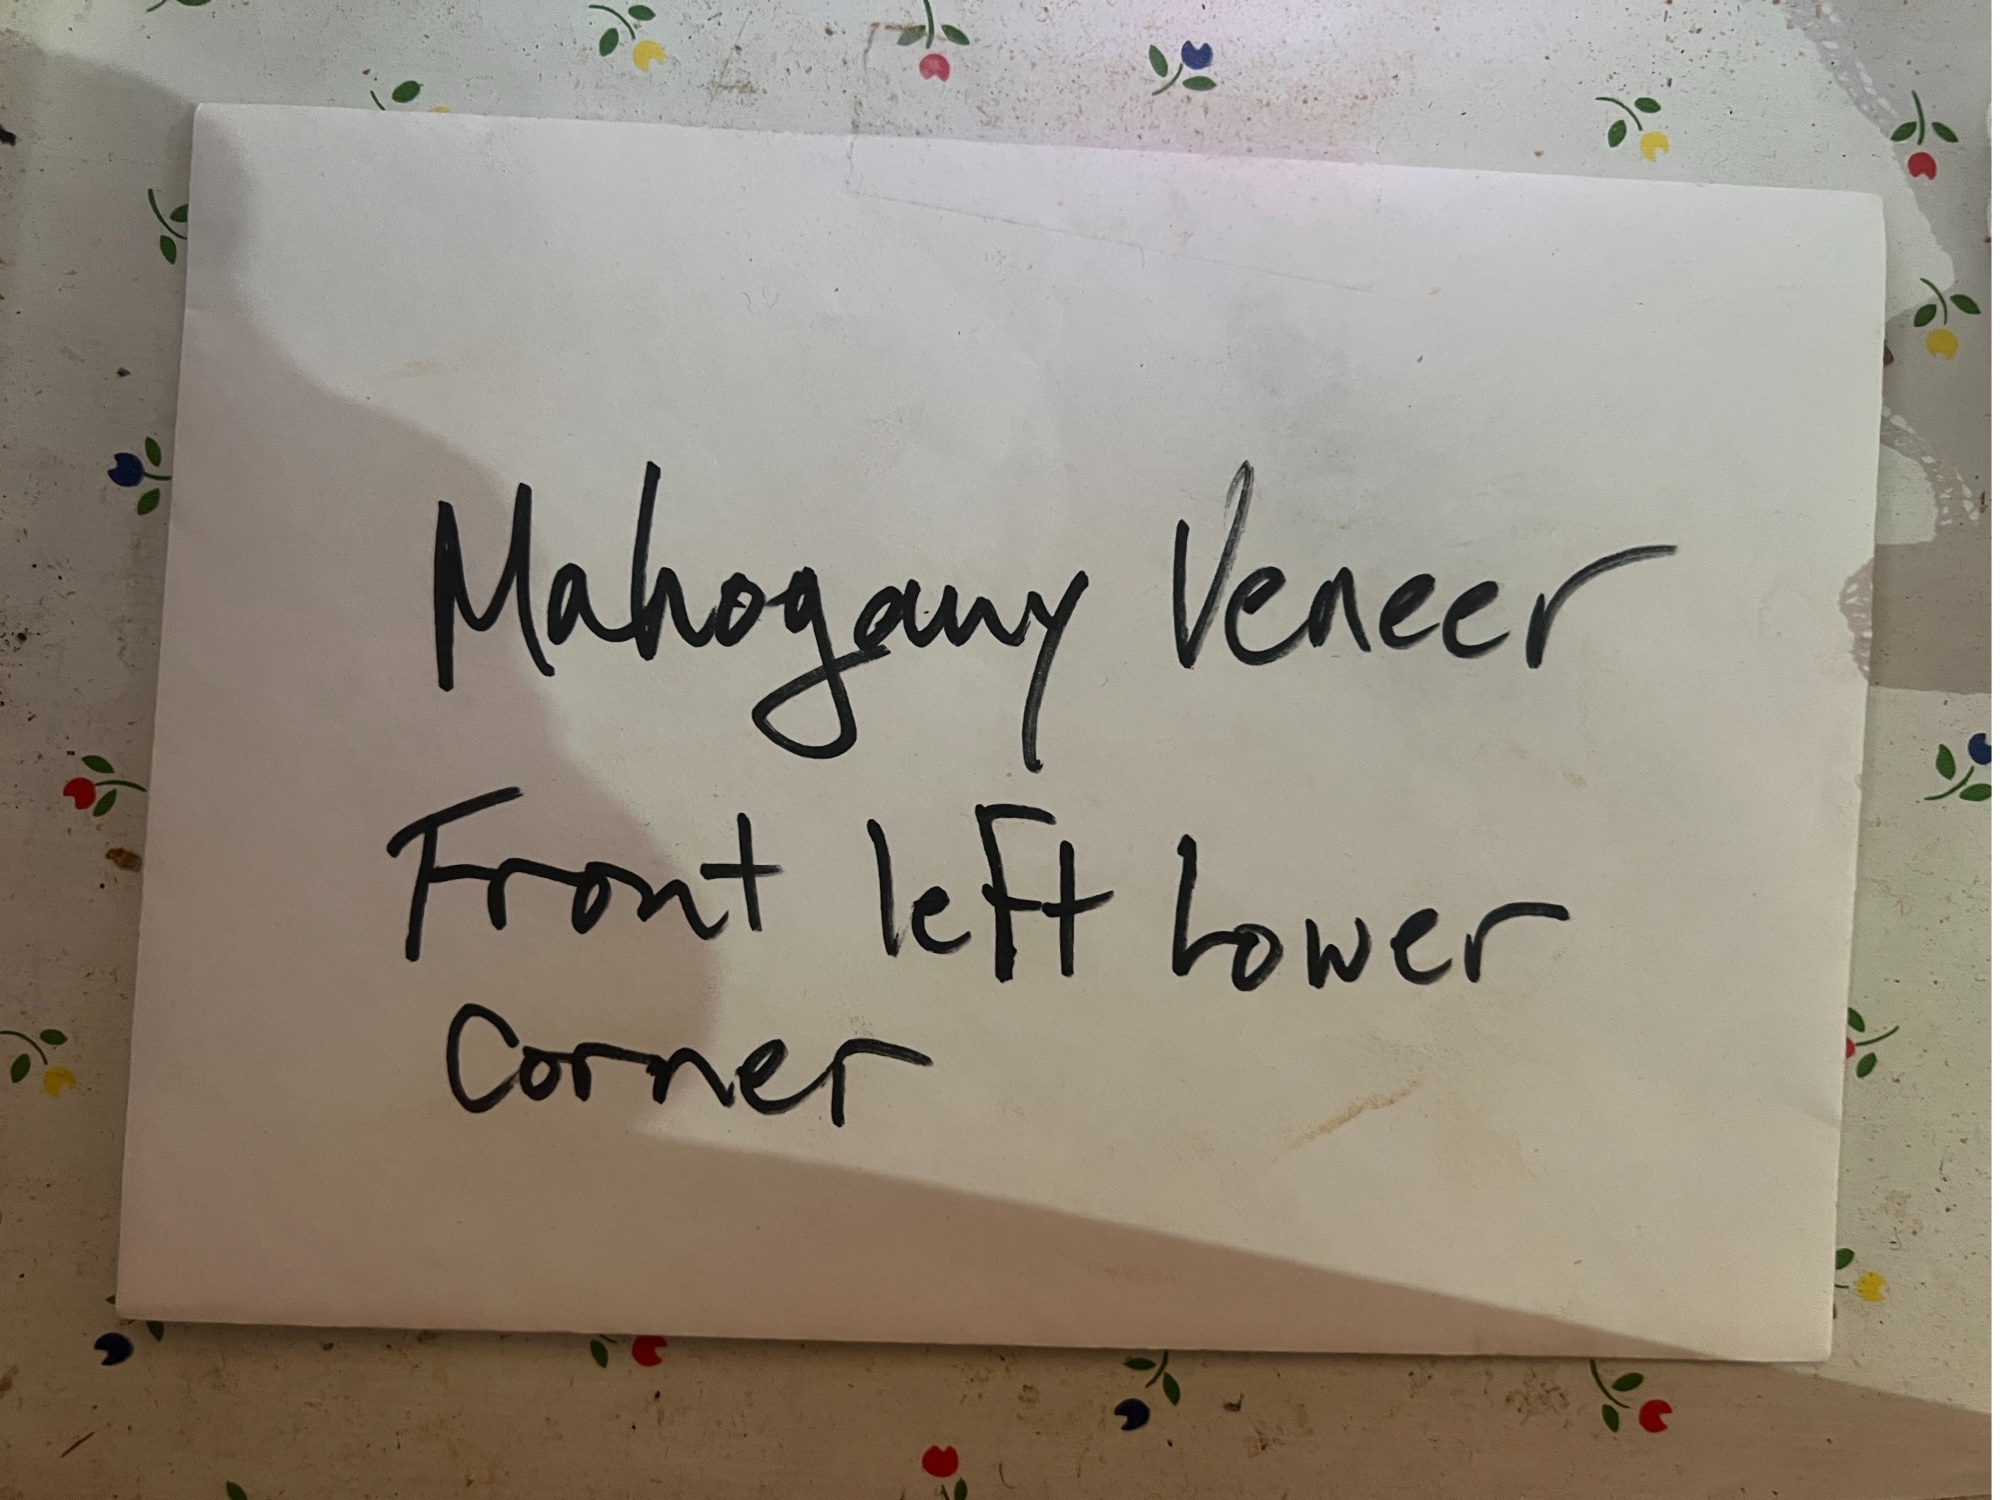 Mahogany Veneer
Front left Lower
Corner